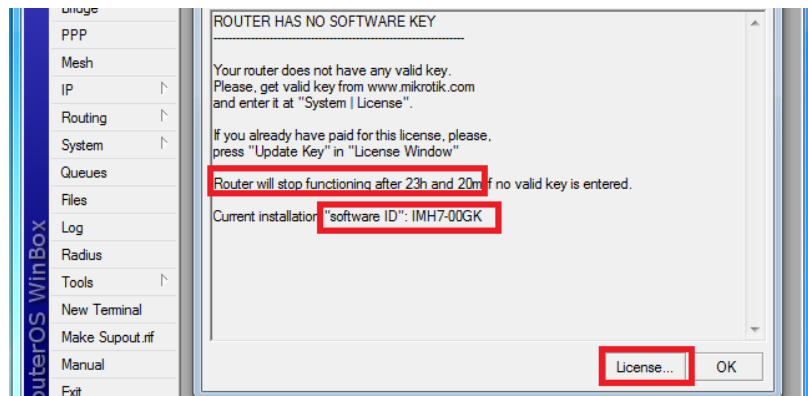 Bridge
PPP
Mesh
IP
Routing
System
Queues
Files
Log
Radius
Tools
New Terminal
Make Supout.rif
Manual
Exit
uterOS WinBox
ROUTER HAS NO SOFTWARE KEY
----------------------------------------------------------------------
Your router does not have any valid key.
Please, get valid key from www.mikrotik.com
and enter it at "System | License".
If you already have paid for this license, please,
press "Update Key" in "License Window"
Router will stop functioning after 23h and 20m if no valid key is entered.
Current installation "software ID": IMH7-00GK
License...
OK